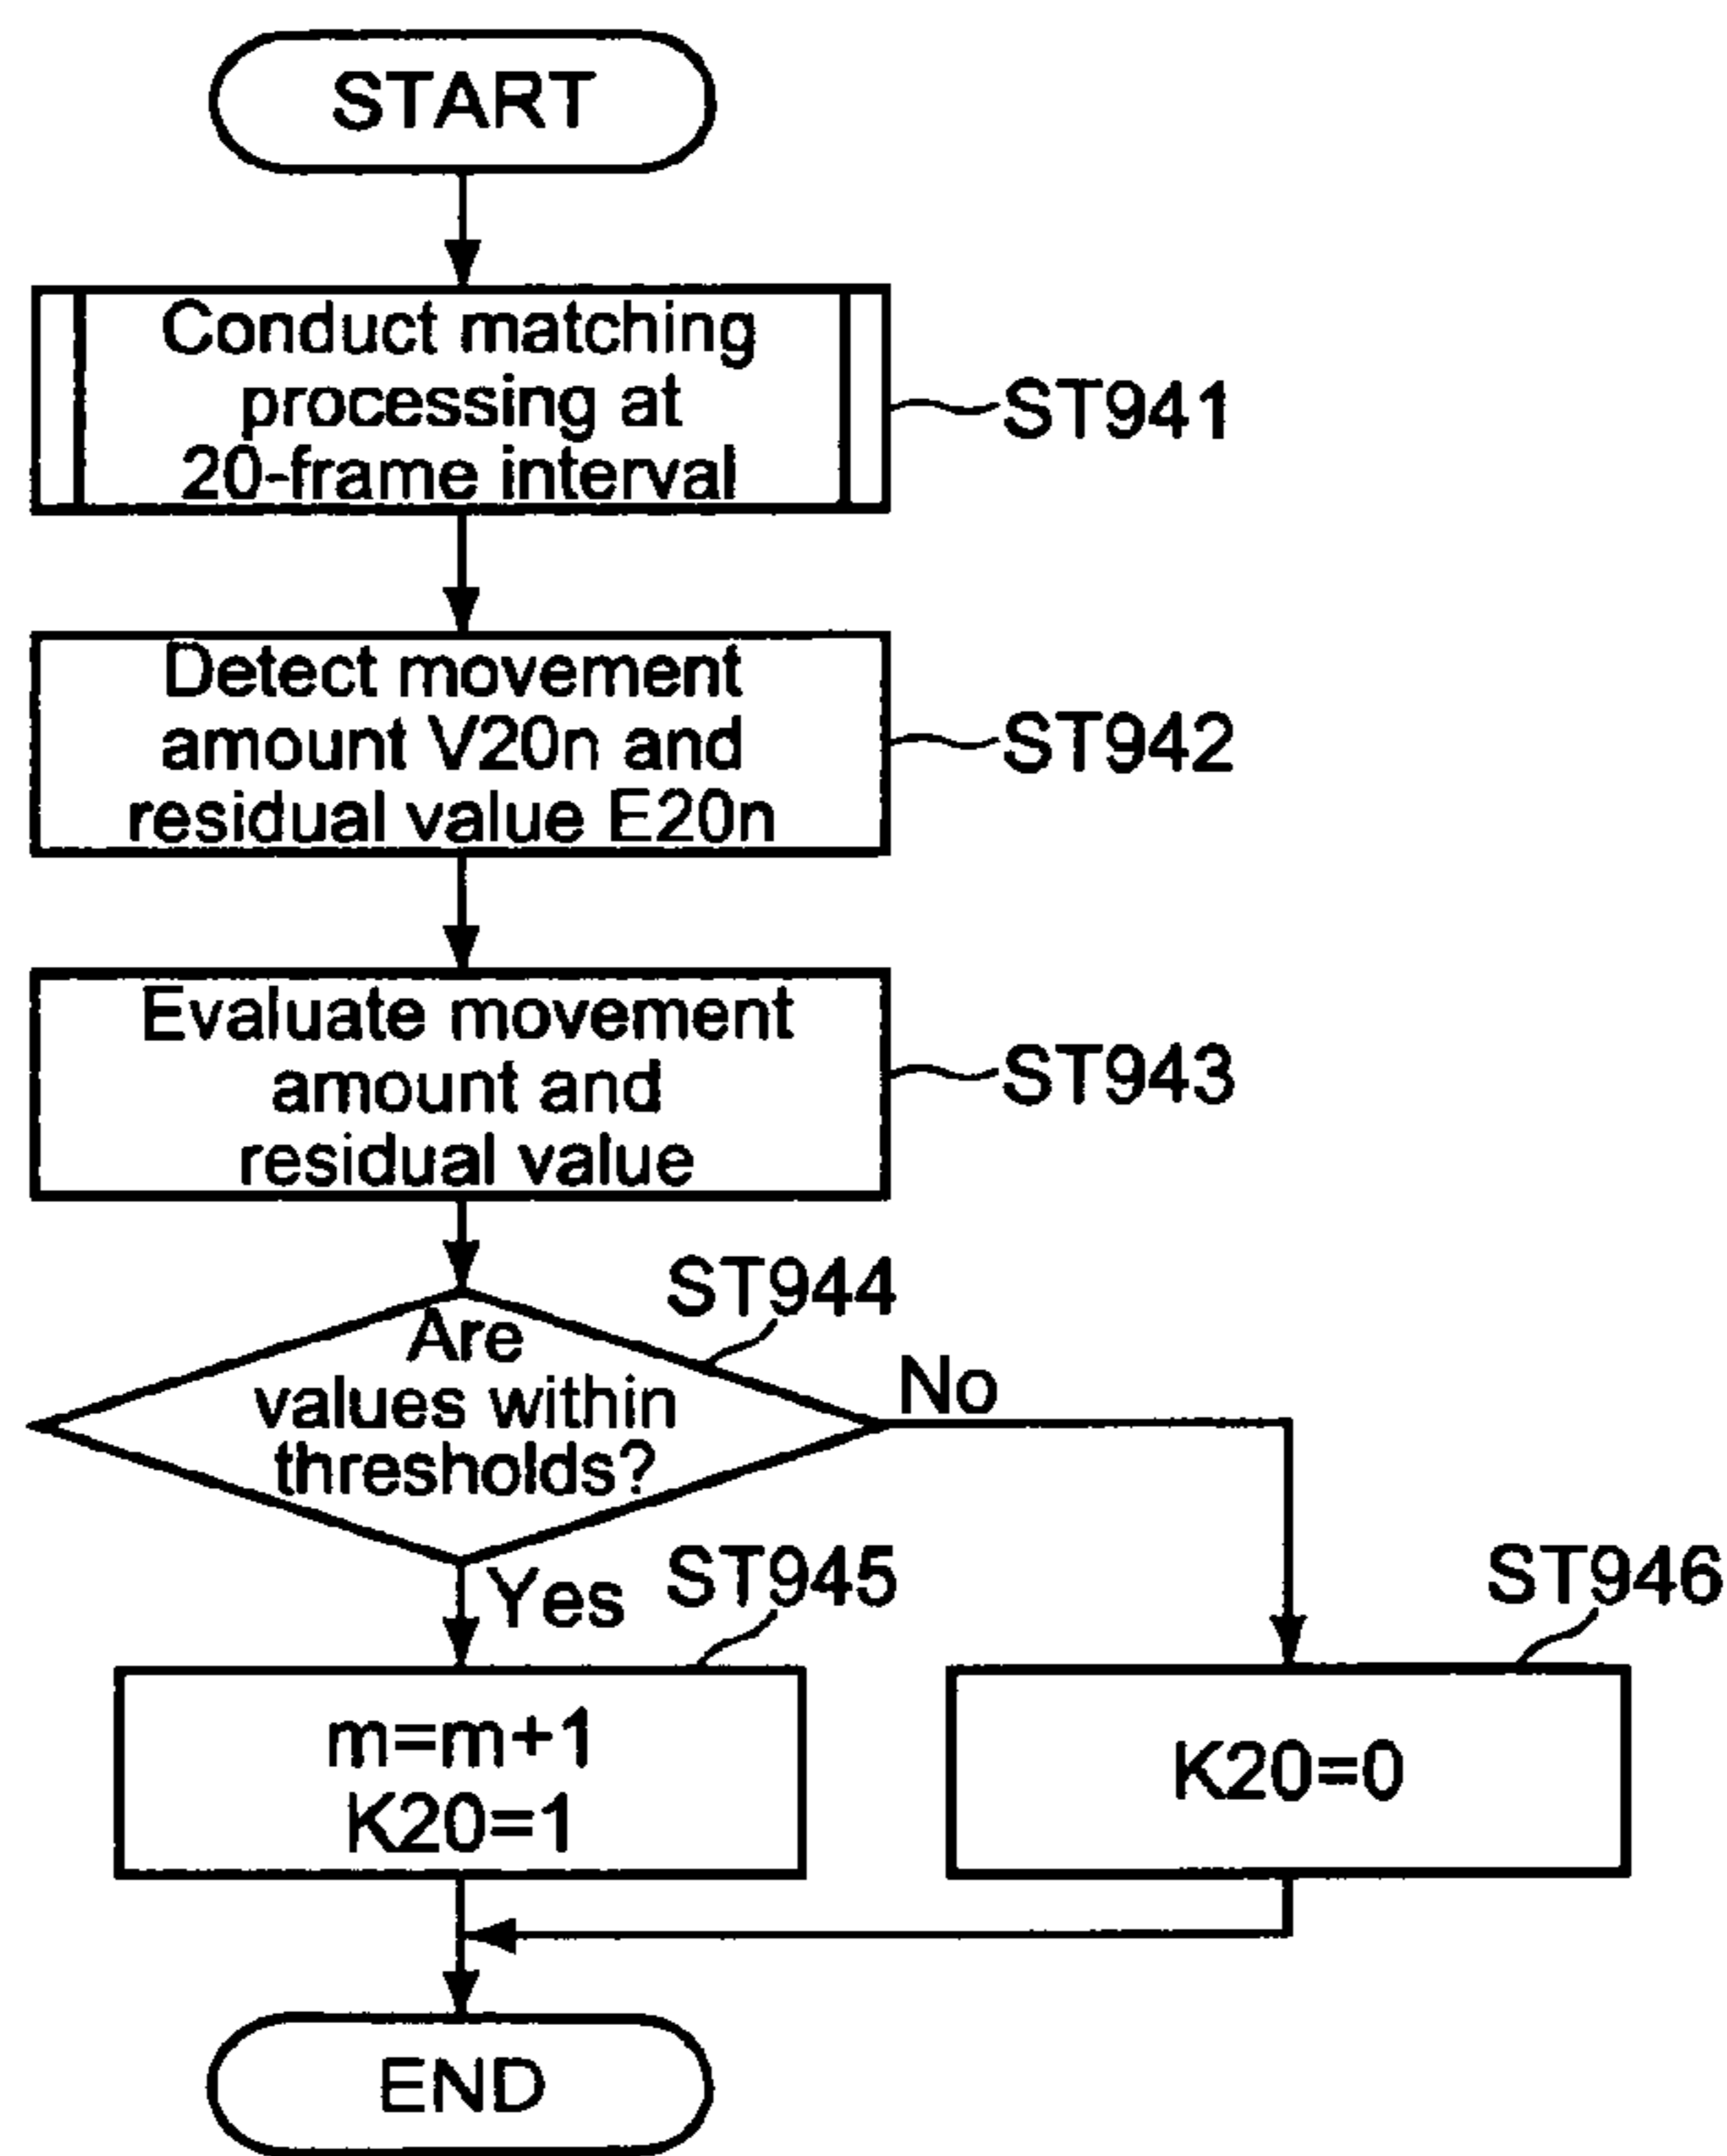 START
Conduct matching
processing at
20-frame interval
ST941
Detect movement
amount V20n and
residual value E20n
ST942
Evaluate movement
amount and
residual value
ST943
ST944
Are
values within
thresholds?
No
Yes
ST945
m=m+1
K20=1
ST946
K20=0
END